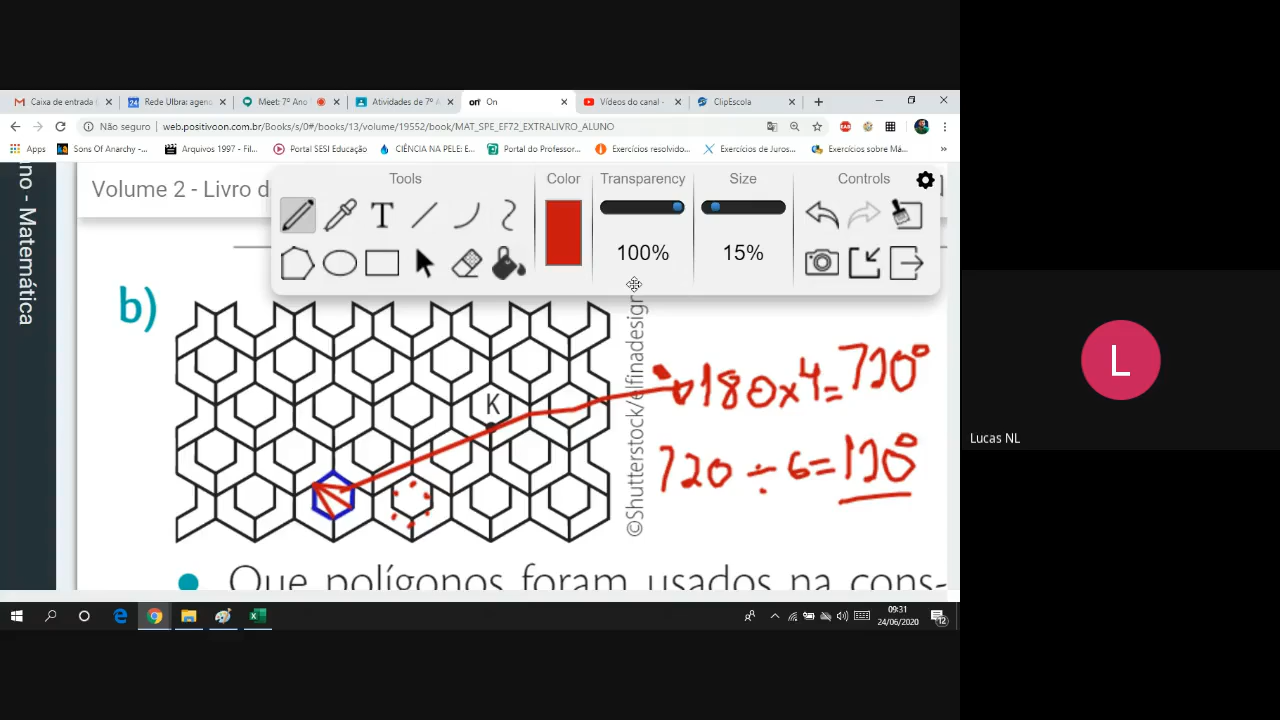 Caixa de entrada
Rede Ulbra: agen
Meet: 7º Ano
Atividades de 7º A
On
Vídeos do canal -
ClipEscola
Não seguro
web.positivoon.com.br/Books/s/0#/books/13/volume/19552/book/MAT_SPE_EF72_EXTRALIVRO_ALUNO
Apps
Sons Of Anarchy -...
Arquivos 1997 - Fil...
Portal SESI Educação
CIÊNCIA NA PELE: E...
Portal do Professor...
Exercícios resolvido...
Exercícios de Juros...
Exercícios sobre Má...
»
no - Matemática
Volume 2 - Livro d
Tools
Color
Transparency
Size
Controls
T
100%
15%
b)
K
©Shutterstock/elfinadesign
180x4=720°
720÷6=120°
Que polígonos foram usados na cons-
L
Lucas NL
09:31
24/06/2020
12